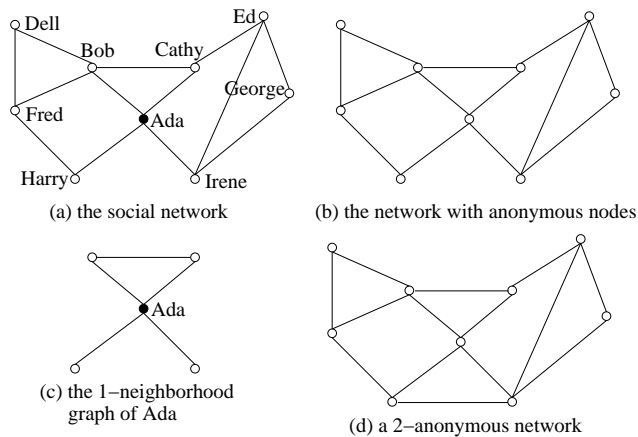 Dell
Ed
Bob
Cathy
George
Fred
Ada
Harry
Irene
(a) the social network
(b) the network with anonymous nodes
Ada
(c) the 1−neighborhood
graph of Ada
(d) a 2−anonymous network